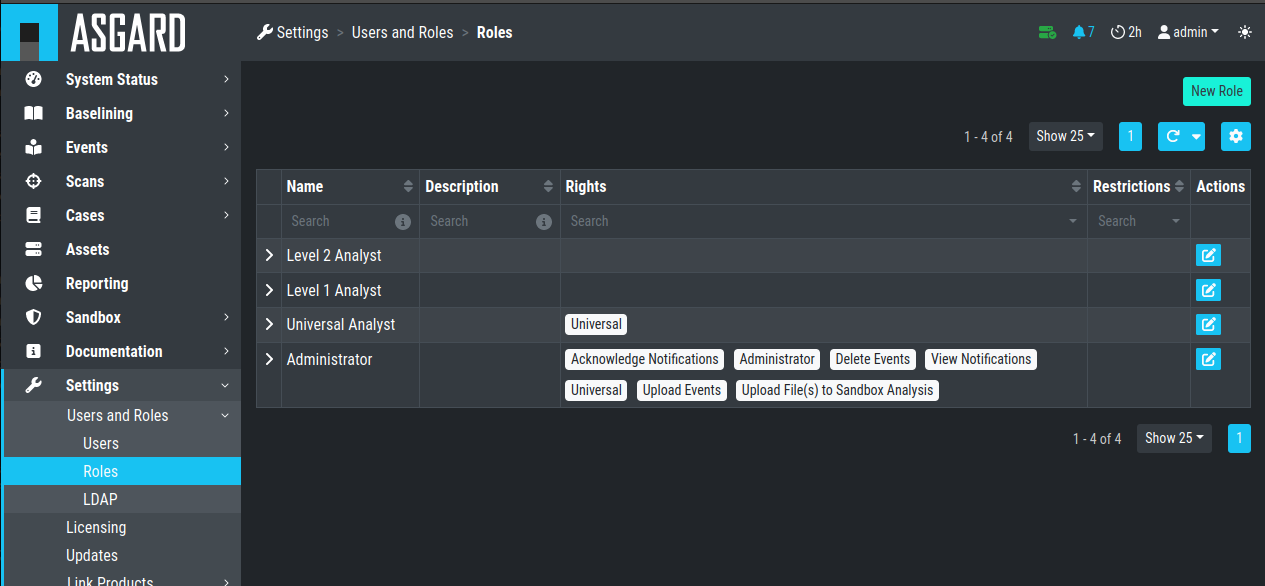 ASGARD
Settings > Users and Roles > Roles
7
2h
admin
System Status
Baselining
Events
Scans
Cases
Assets
Reporting
Sandbox
Documentation
Settings
Users and Roles
Users
Roles
LDAP
Licensing
Updates
Link Products
New Role
1 - 4 of 4
Show 25
1
Name
Description
Rights
Restrictions
Actions
Search
Search
Search
Search
Level 2 Analyst
Level 1 Analyst
Universal Analyst
Universal
Administrator
Acknowledge Notifications
Administrator
Delete Events
View Notifications
Universal
Upload Events
Upload File(s) to Sandbox Analysis
1 - 4 of 4
Show 25
1